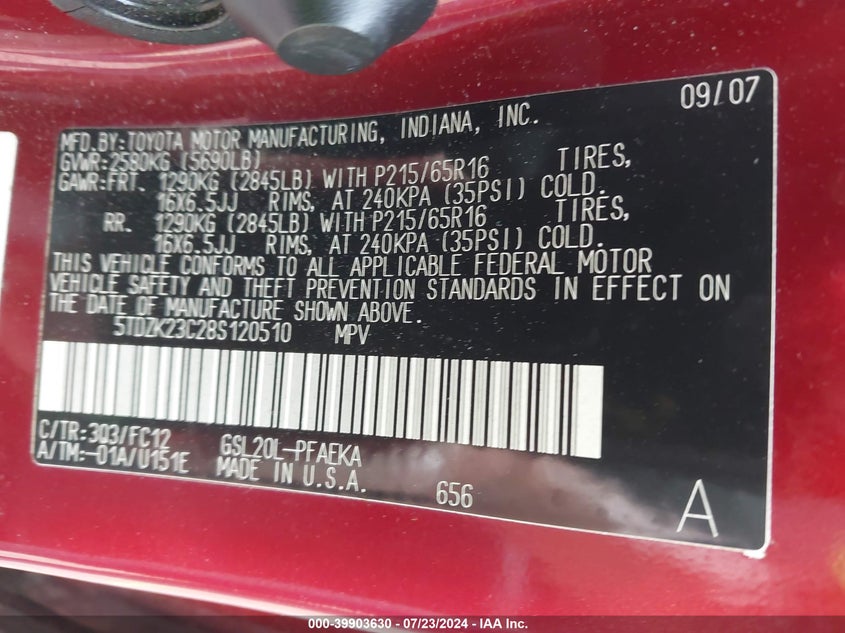 09/07
MFD.BY:TOYOTA MOTOR MANUFACTURING, INDIANA, INC.
GVWR:2580KG (5690LB)
GAWR:FRT. 1290KG (2845LB) WITH P215/65R16 TIRES,
16X6.5JJ RIMS, AT 240KPA (35PSI) COLD.
RR. 1290KG (2845LB) WITH P215/65R16 TIRES,
16X6.5JJ RIMS, AT 240KPA (35PSI) COLD.
THIS VEHICLE CONFORMS TO ALL APPLICABLE FEDERAL MOTOR
VEHICLE SAFETY AND THEFT PREVENTION STANDARDS IN EFFECT ON
THE DATE OF MANUFACTURE SHOWN ABOVE.
5TDZK23C28S120510 MPV
C/TR:3Q3/FC12 GSL20L-PFAEKA
A/TM:-01A/U151E MADE IN U.S.A.
656
A
000-39903630 - 07/23/2024 - IAA Inc.